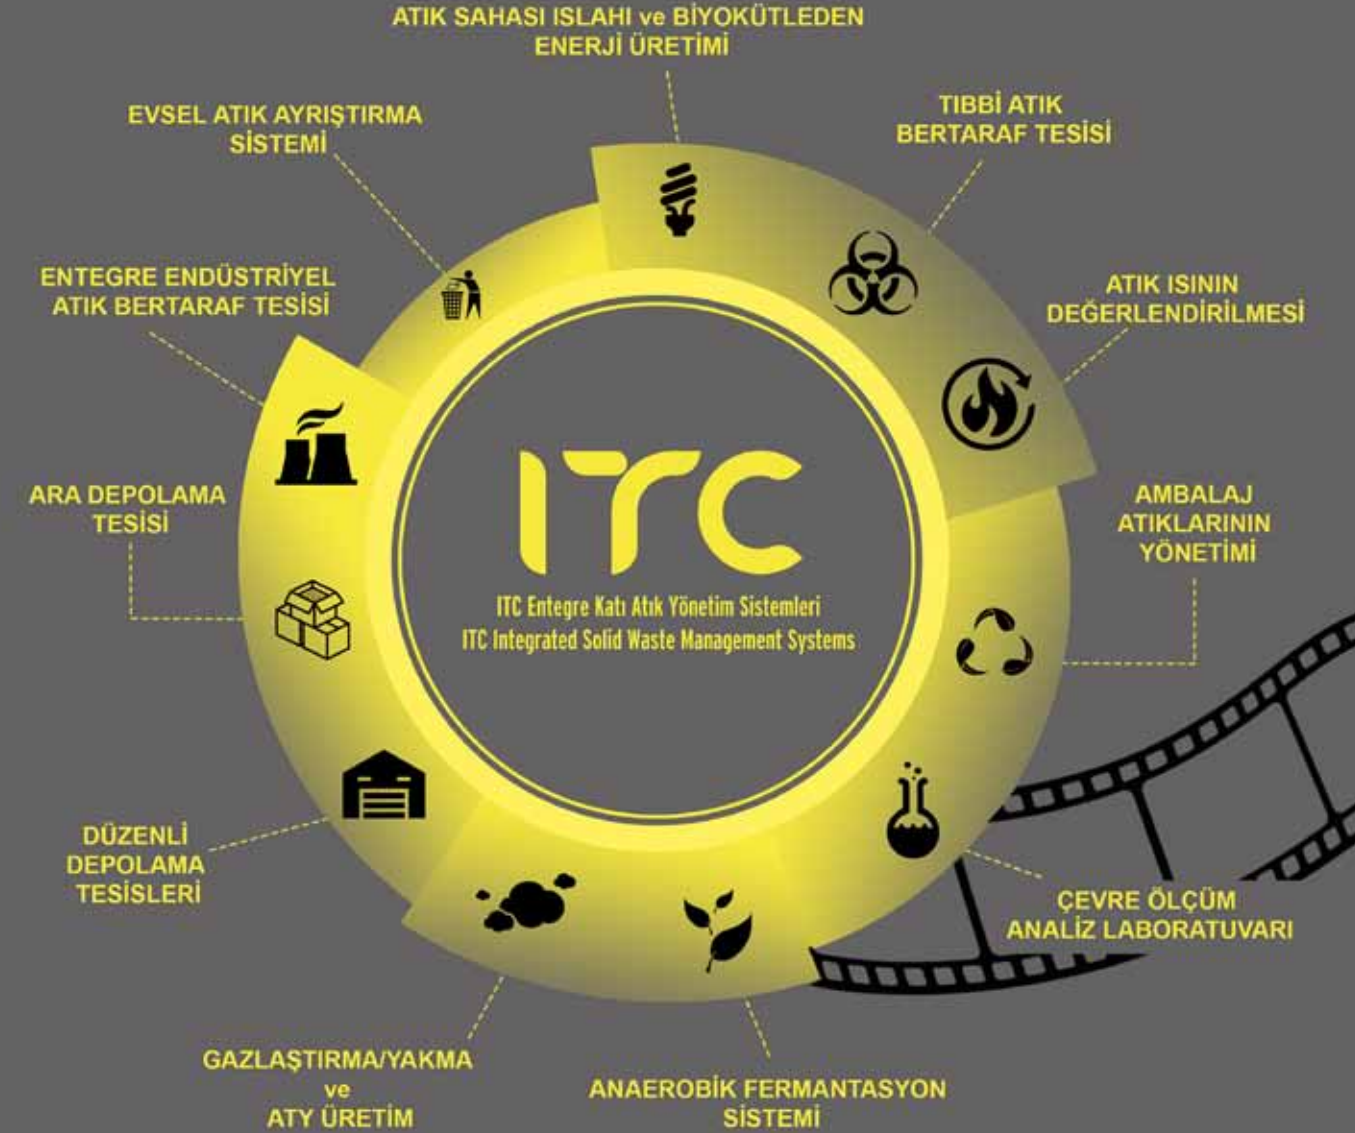 ATIK SAHASI ISLAHI ve BİYOKÜTLEDEN
ENERJİ ÜRETİMİ
TIBBİ ATIK
BERTARAF TESİSİ
EVSEL ATIK AYRIŞTIRMA
SİSTEMİ
ATIK ISININ
DEĞERLENDİRİLMESİ
ENTEGRE ENDÜSTRİYEL
ATIK BERTARAF TESİSİ
ARA DEPOLAMA
TESİSİ
AMBALAJ
ATIKLARININ
YÖNETİMİ
ITC
ITC Entegre Katı Atık Yönetim Sistemleri
ITC Integrated Solid Waste Management Systems
DÜZENLİ
DEPOLAMA
TESİSLERİ
ÇEVRE ÖLÇÜM
ANALİZ LABORATUVARI
GAZLAŞTIRMA/YAKMA
ve
ATY ÜRETİM
ANAEROBİK FERMANTASYON
SİSTEMİ